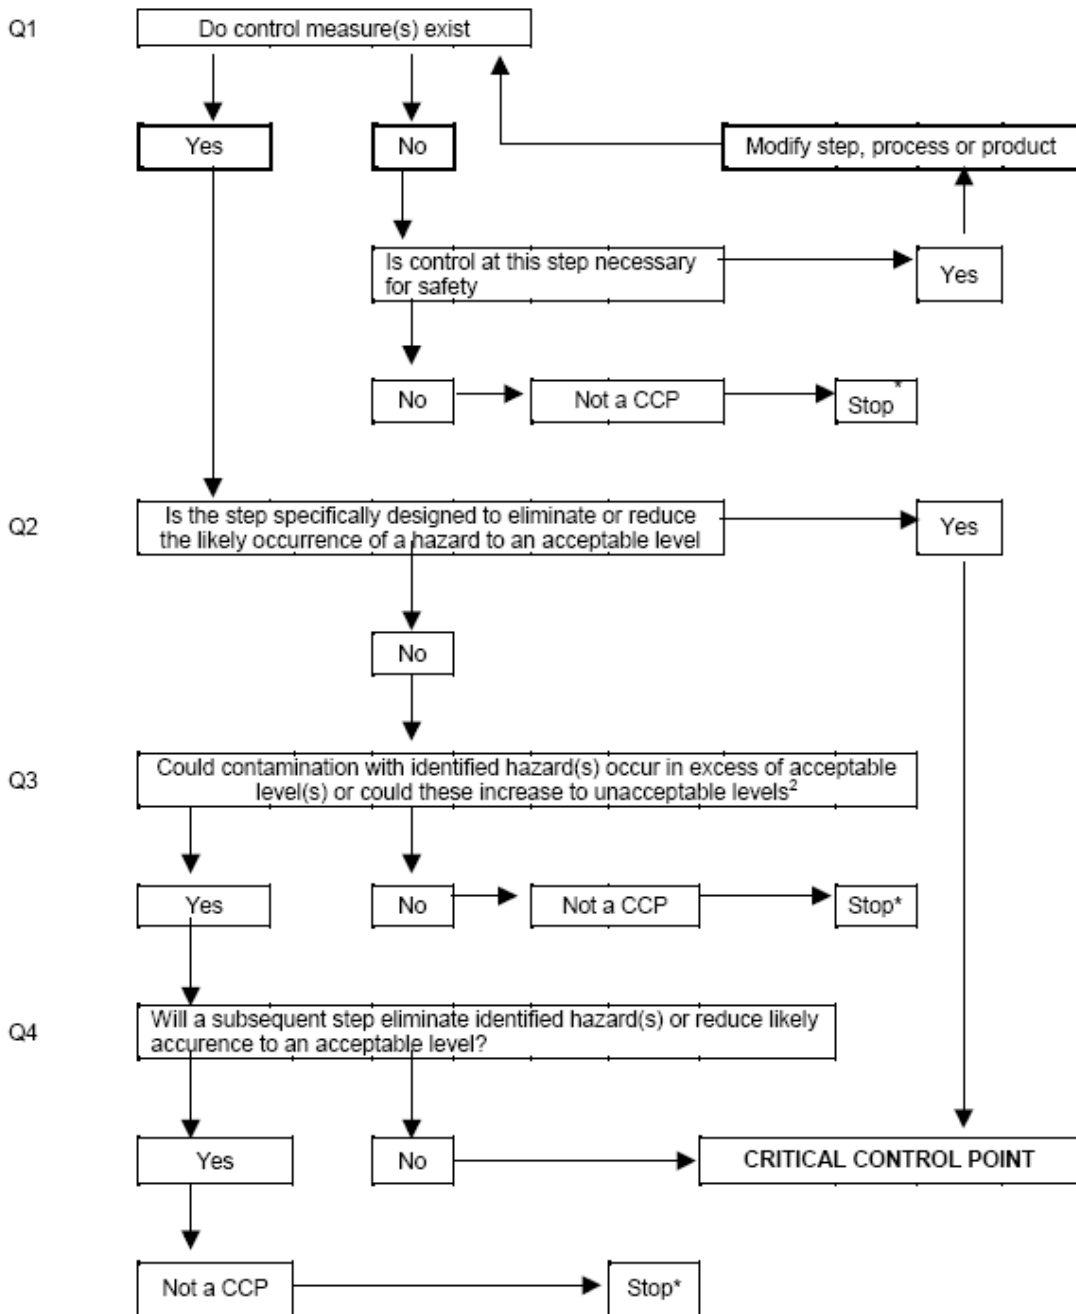 Q1
Do control measure(s) exist
Yes
No
Modify step, process or product
Is control at this step necessary
for safety
Yes
No
Not a CCP
Stop*
Q2
Is the step specifically designed to eliminate or reduce
the likely occurrence of a hazard to an acceptable level
Yes
No
Q3
Could contamination with identified hazard(s) occur in excess of acceptable
level(s) or could these increase to unacceptable levels²
Yes
No
Not a CCP
Stop*
Q4
Will a subsequent step eliminate identified hazard(s) or reduce likely
accurence to an acceptable level?
Yes
No
CRITICAL CONTROL POINT
Not a CCP
Stop*